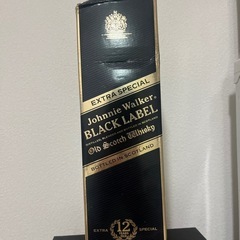 EXTRA SPECIAL
Johnnie Walker®
BLACK LABEL
Old Scotch Whisky
BOTTLED IN SCOTLAND
EXTRA 12 SPECIAL